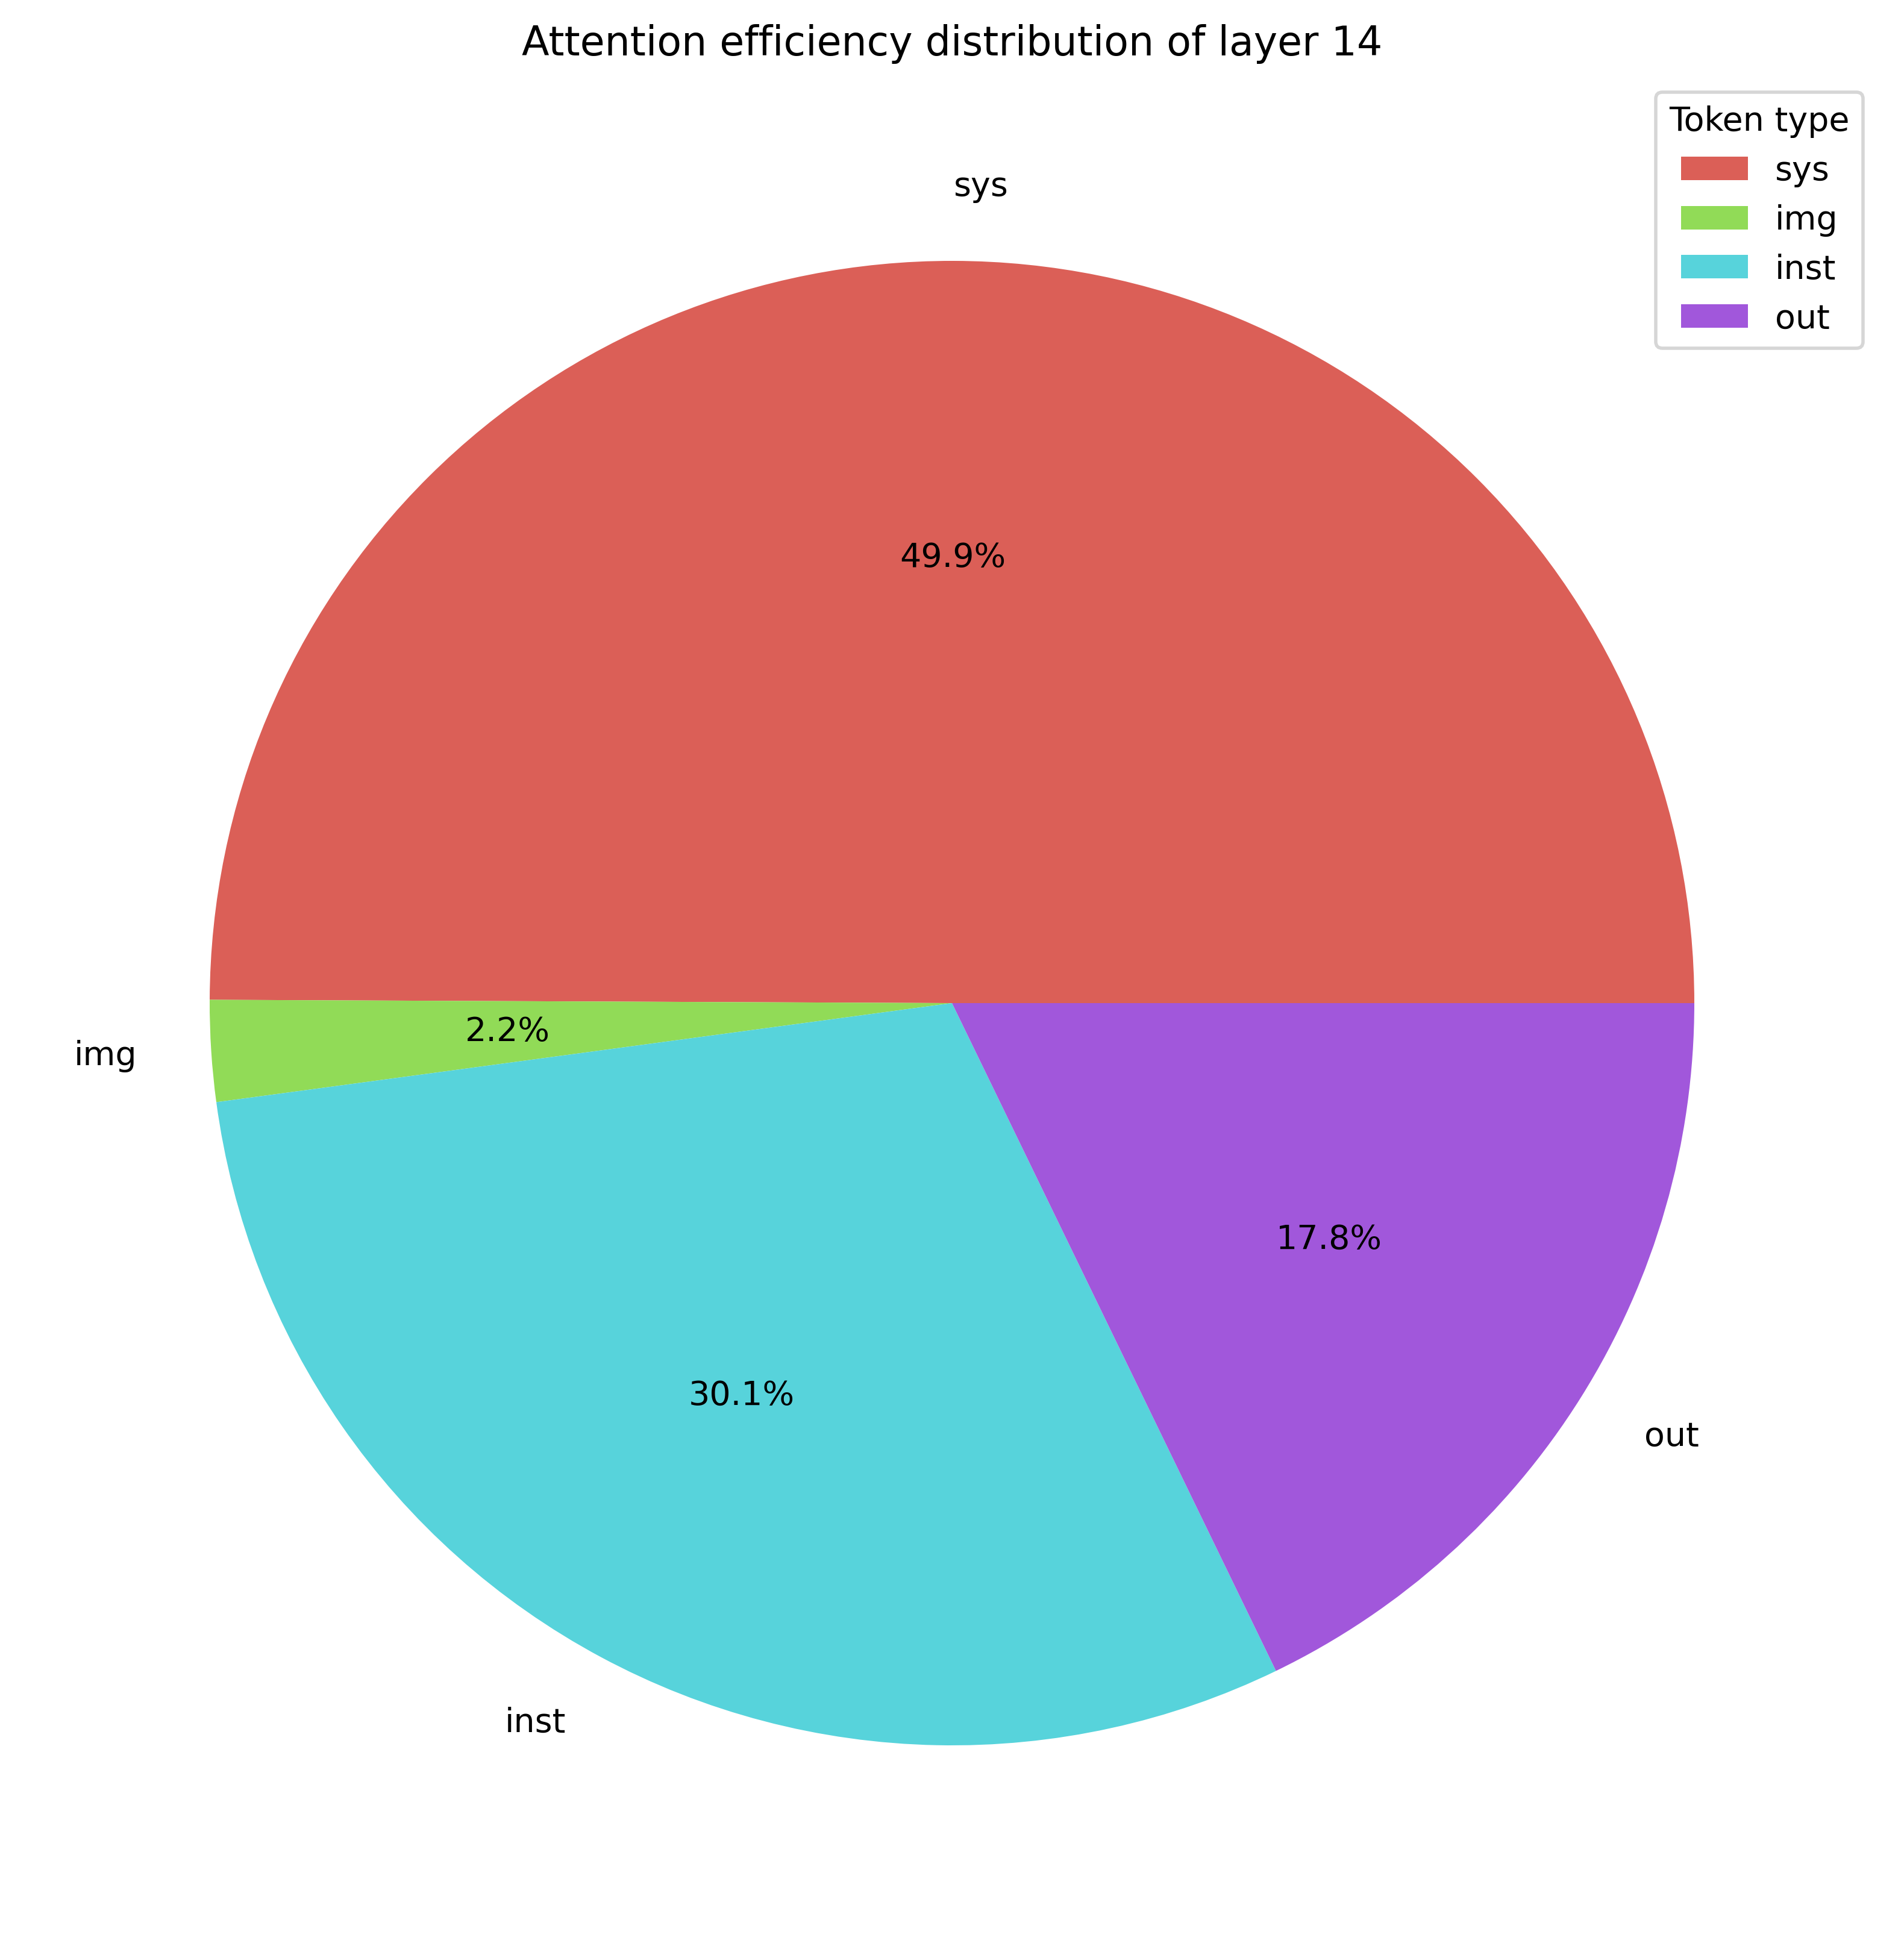 Attention efficiency distribution of layer 14
Token type
sys
img
inst
out
sys
49.9%
img
2.2%
30.1%
17.8%
inst
out